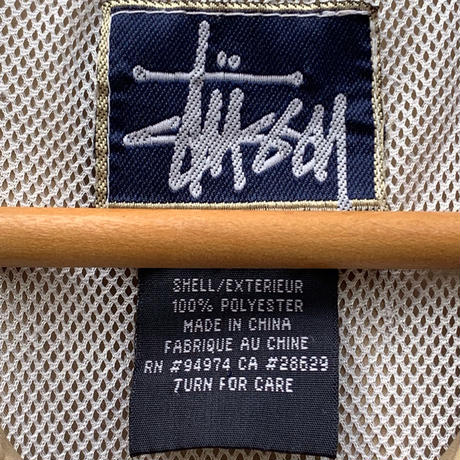 Stüssy
SHELL/EXTERIEUR
100% POLYESTER
MADE IN CHINA
FABRIQUE AU CHINE
RN #94974 CA #28629
TURN FOR CARE